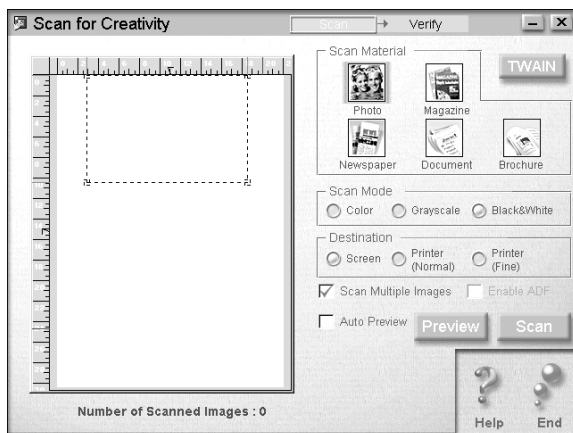 Scan for Creativity
Scan
Verify
Scan Material
TWAIN
Photo
Magazine
Newspaper
Document
Brochure
Scan Mode
Color
Grayscale
Black&White
Destination
Screen
Printer
(Normal)
Printer
(Fine)
Scan Multiple Images
Enable ADF
Auto Preview
Preview
Scan
Number of Scanned Images : 0
Help
End